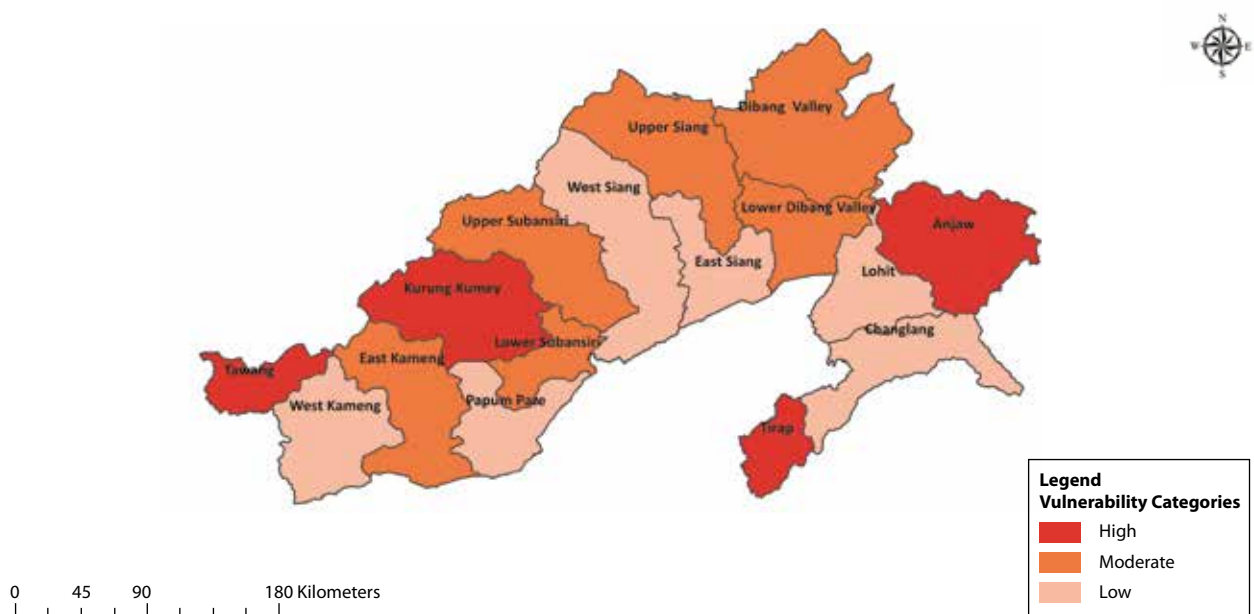 N
W E
S
Dibang Valley
Upper Siang
West Siang
Lower Dibang Valley
Upper Subansiri
Anjaw
East Siang
Lohit
Kurung Kumey
Changlang
Lower Subansiri
East Kameng
Tawang
Papum Pare
West Kameng
Tirap
Legend
Vulnerability Categories
High
Moderate
Low
0 45 90 180 Kilometers